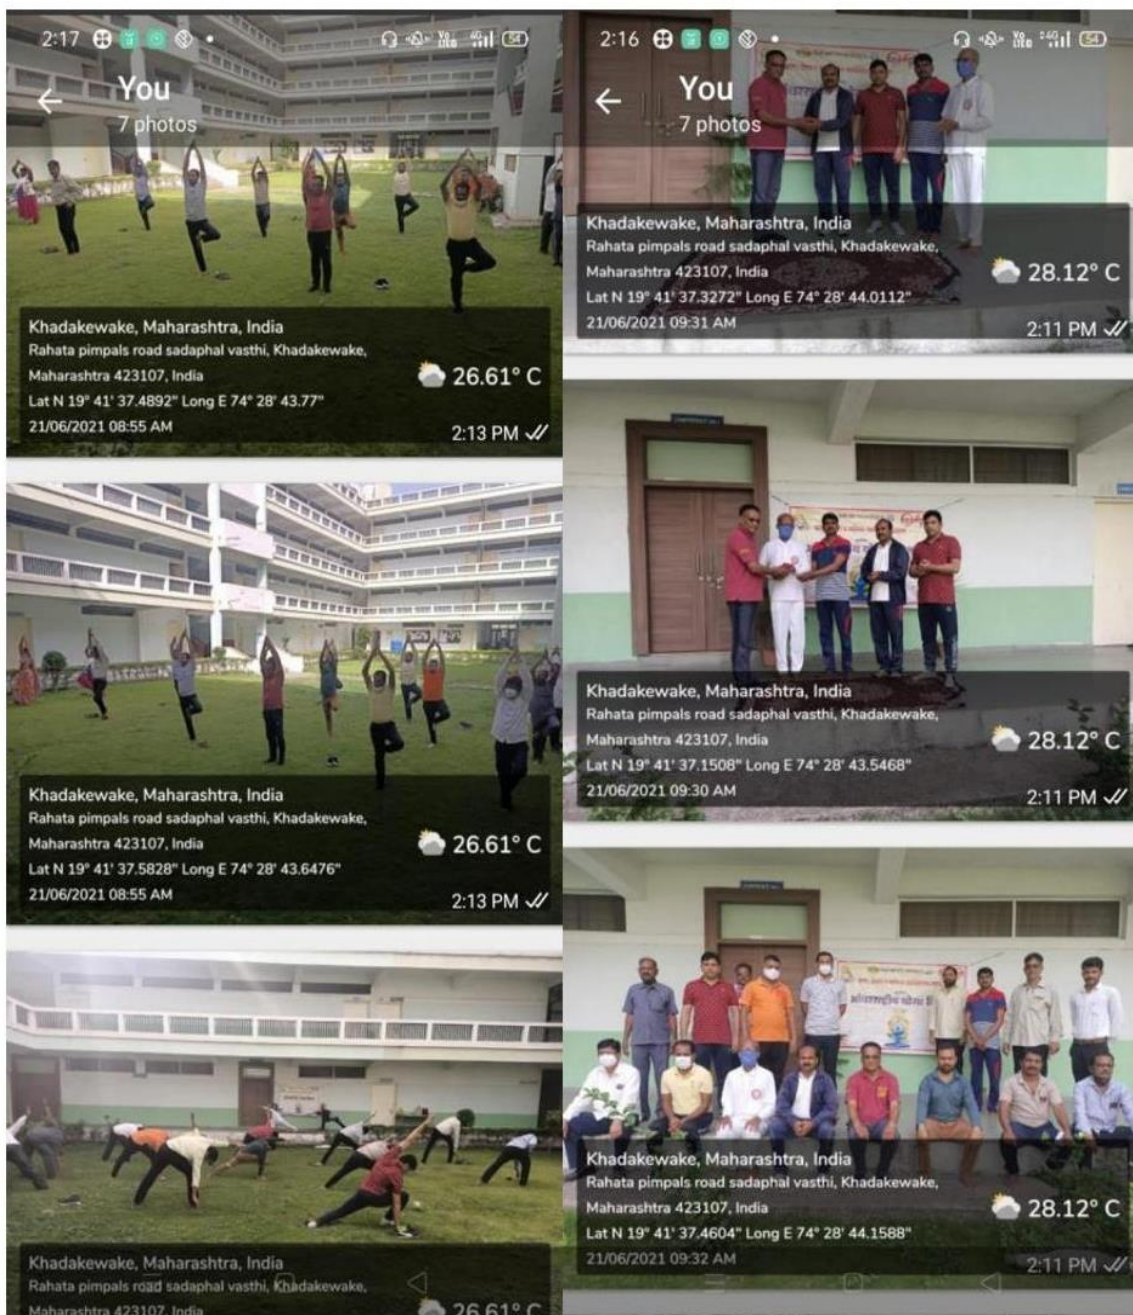 2:17
54
You
7 photos
Khadakewake, Maharashtra, India
Rahata pimpals road sadaphal vasthi, Khadakewake,
Maharashtra 423107, India
26.61° C
Lat N 19° 41' 37.4892" Long E 74° 28' 43.77"
21/06/2021 08:55 AM
2:13 PM
Khadakewake, Maharashtra, India
Rahata pimpals road sadaphal vasthi, Khadakewake,
Maharashtra 423107, India
26.61° C
Lat N 19° 41' 37.5828" Long E 74° 28' 43.6476"
21/06/2021 08:55 AM
2:13 PM
Khadakewake, Maharashtra, India
Rahata pimpals road sadaphal vasthi, Khadakewake,
Maharashtra 423107, India
26.61° C
2:16
54
You
7 photos
Khadakewake, Maharashtra, India
Rahata pimpals road sadaphal vasthi, Khadakewake,
Maharashtra 423107, India
28.12° C
Lat N 19° 41' 37.3272" Long E 74° 28' 44.0112"
21/06/2021 09:31 AM
2:11 PM
Khadakewake, Maharashtra, India
Rahata pimpals road sadaphal vasthi, Khadakewake,
Maharashtra 423107, India
28.12° C
Lat N 19° 41' 37.1508" Long E 74° 28' 43.5468"
21/06/2021 09:30 AM
2:11 PM
Khadakewake, Maharashtra, India
Rahata pimpals road sadaphal vasthi, Khadakewake,
Maharashtra 423107, India
28.12° C
Lat N 19° 41' 37.4604" Long E 74° 28' 44.1588"
21/06/2021 09:32 AM
2:11 PM